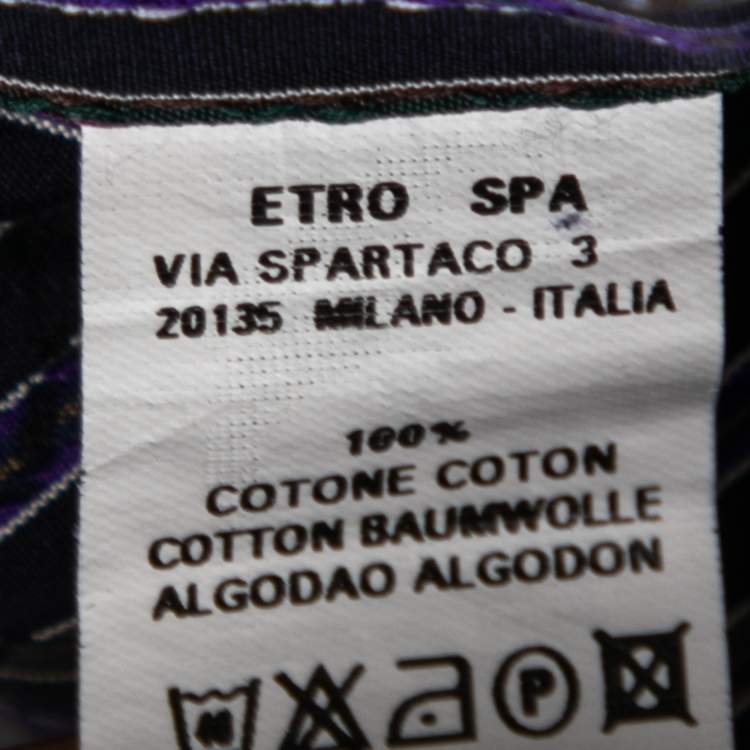 ETRO SPA
VIA SPARTACO 3
20135 MILANO - ITALIA
100%
COTONE COTON
COTTON BAUMWOLLE
ALGODAO ALGODON
P